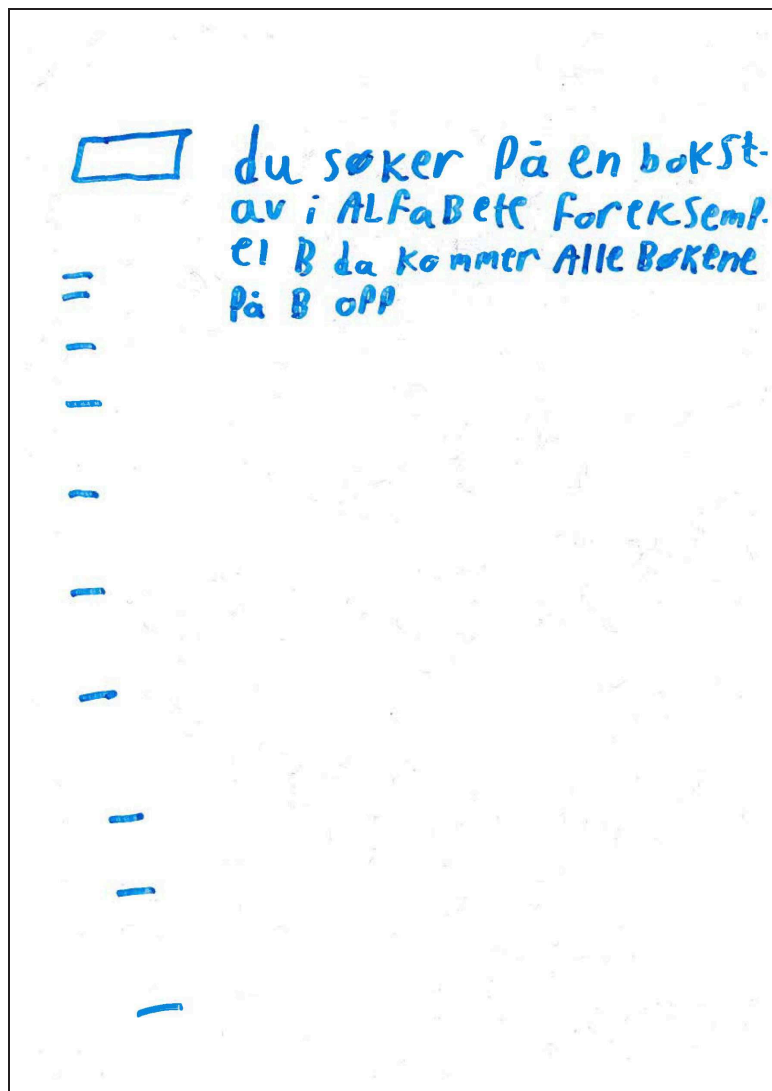 du søker på en bokst-
av i ALFaBete foreksempl-
el B da kommer Alle Bøkene
på B opp